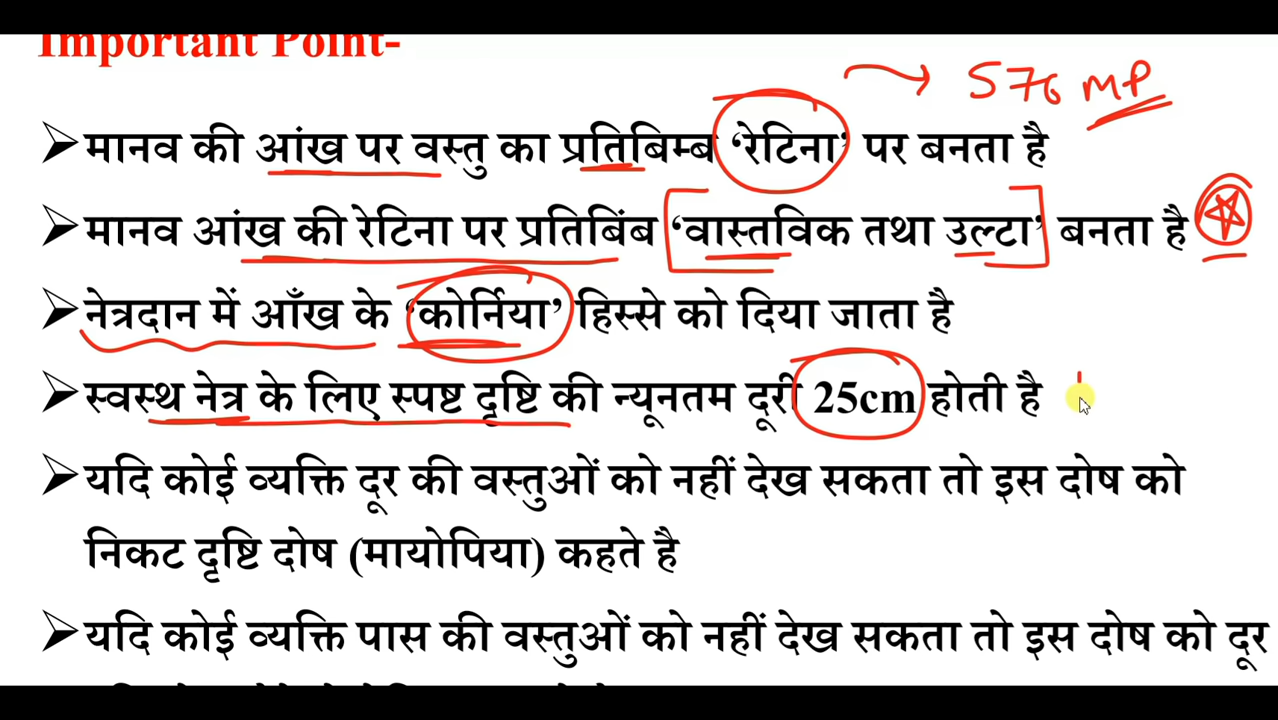 Important Point-
576 MP
➢ मानव की आंख पर वस्तु का प्रतिबिम्ब ‘रेटिना’ पर बनता है
➢ मानव आंख की रेटिना पर प्रतिबिंब ‘वास्तविक तथा उल्टा’ बनता है
➢ नेत्रदान में आँख के ‘कोर्निया’ हिस्से को दिया जाता है
➢ स्वस्थ नेत्र के लिए स्पष्ट दृष्टि की न्यूनतम दूरी 25cm होती है
➢ यदि कोई व्यक्ति दूर की वस्तुओं को नहीं देख सकता तो इस दोष को
निकट दृष्टि दोष (मायोपिया) कहते है
➢ यदि कोई व्यक्ति पास की वस्तुओं को नहीं देख सकता तो इस दोष को दूर